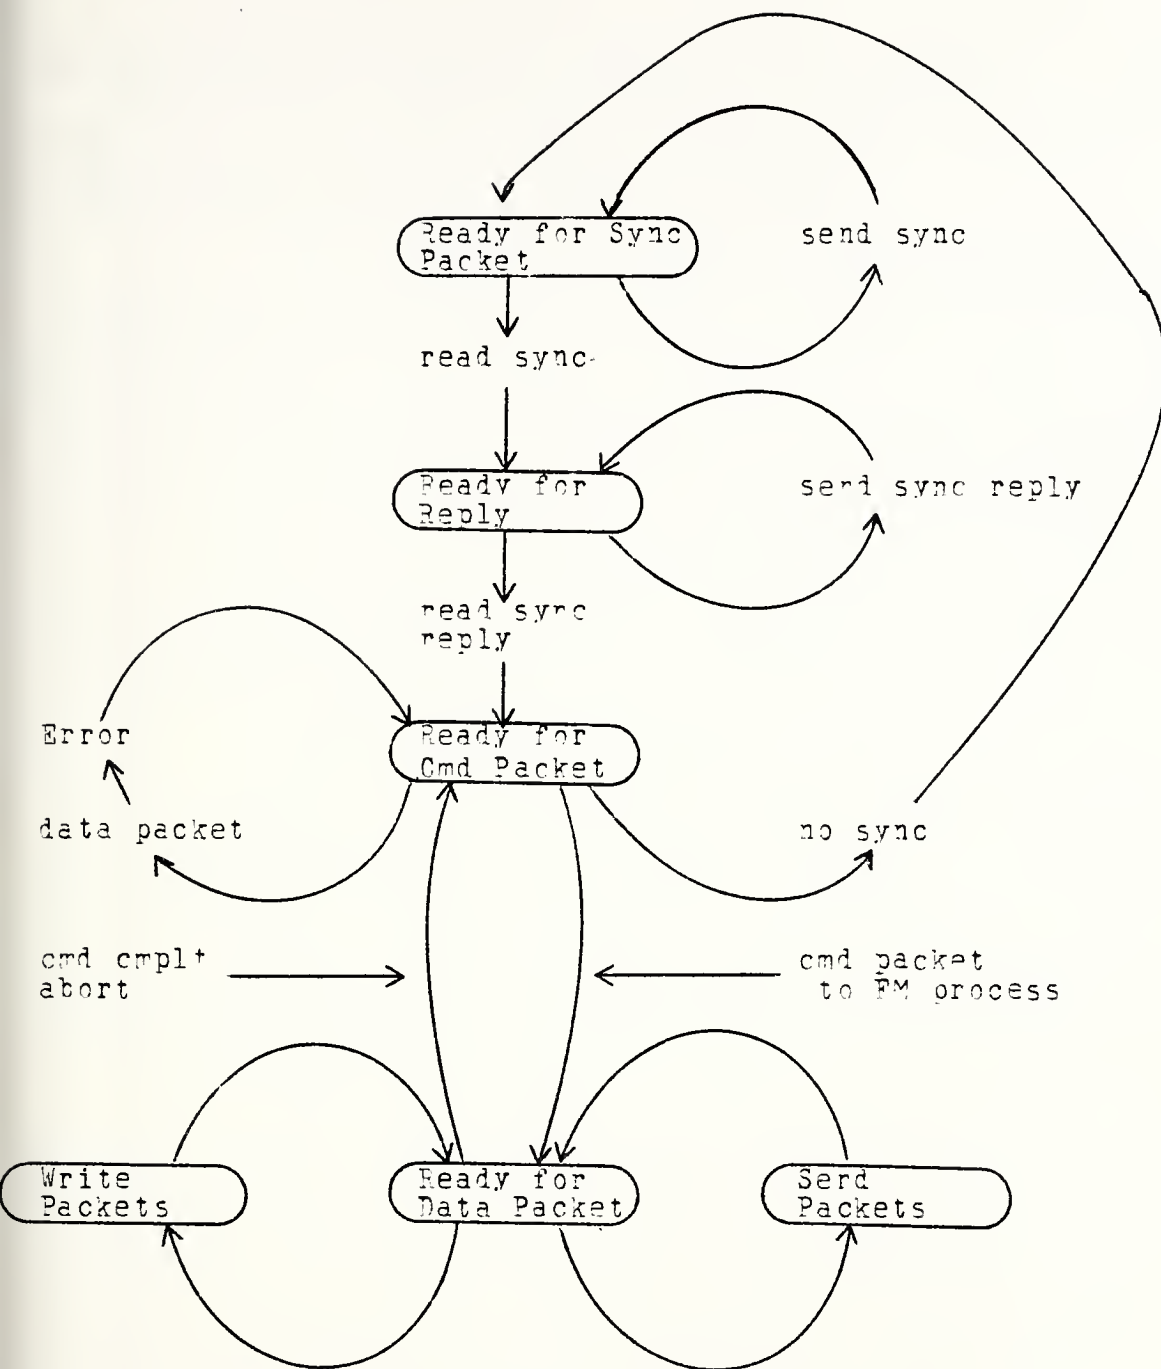 Ready for Sync
Packet
send sync
read sync
Ready for
Reply
send sync reply
read sync
reply
Error
Ready for
Cmd Packet
data packet
no sync
cmd cmplt
abort
cmd packet
to FM process
Write
Packets
Ready for
Data Packet
Send
Packets